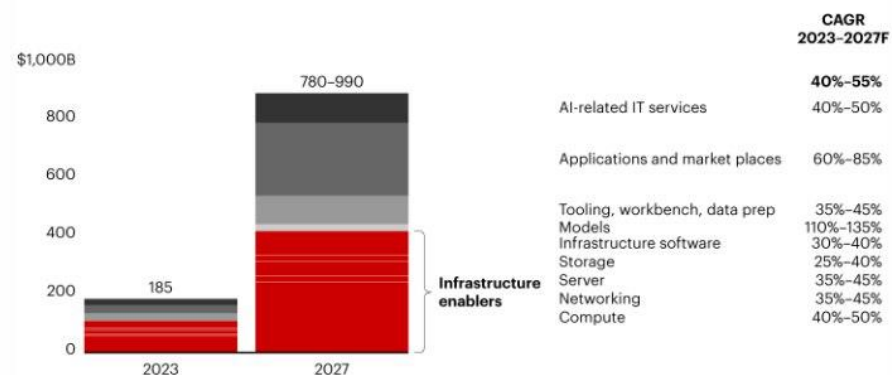 CAGR
2023–2027F
$1,000B
780–990
40%–55%
AI-related IT services 40%–50%
800
Applications and market places 60%–85%
600
Tooling, workbench, data prep 35%–45%
Models 110%–135%
400
Infrastructure software 30%–40%
Storage 25%–40%
185
Infrastructure
enablers
Server 35%–45%
200
Networking 35%–45%
Compute 40%–50%
0
2023 2027